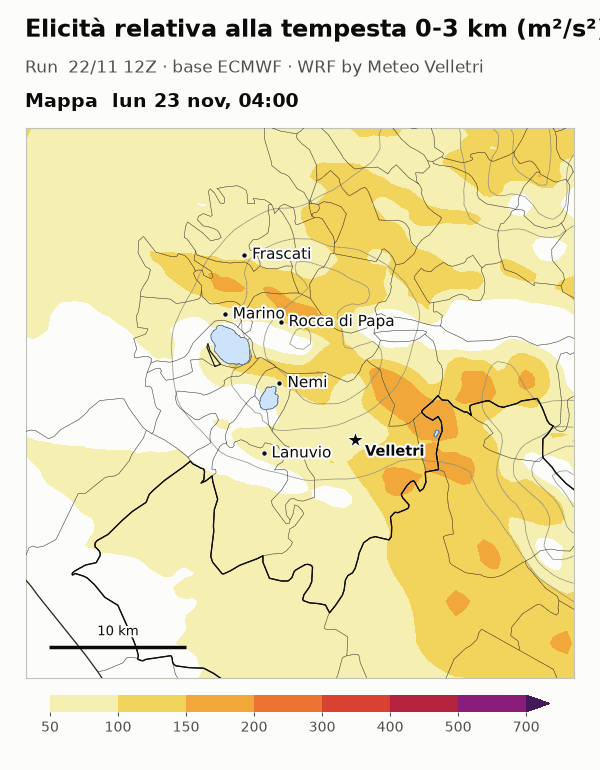 Elicità relativa alla tempesta 0-3 km (m²/s²)
Run  22/11 12Z · base ECMWF · WRF by Meteo Velletri
Mappa  lun 23 nov, 04:00
Frascati
Marino
Rocca di Papa
Nemi
Velletri
Lanuvio
10 km
50 100 150 200 300 400 500 700